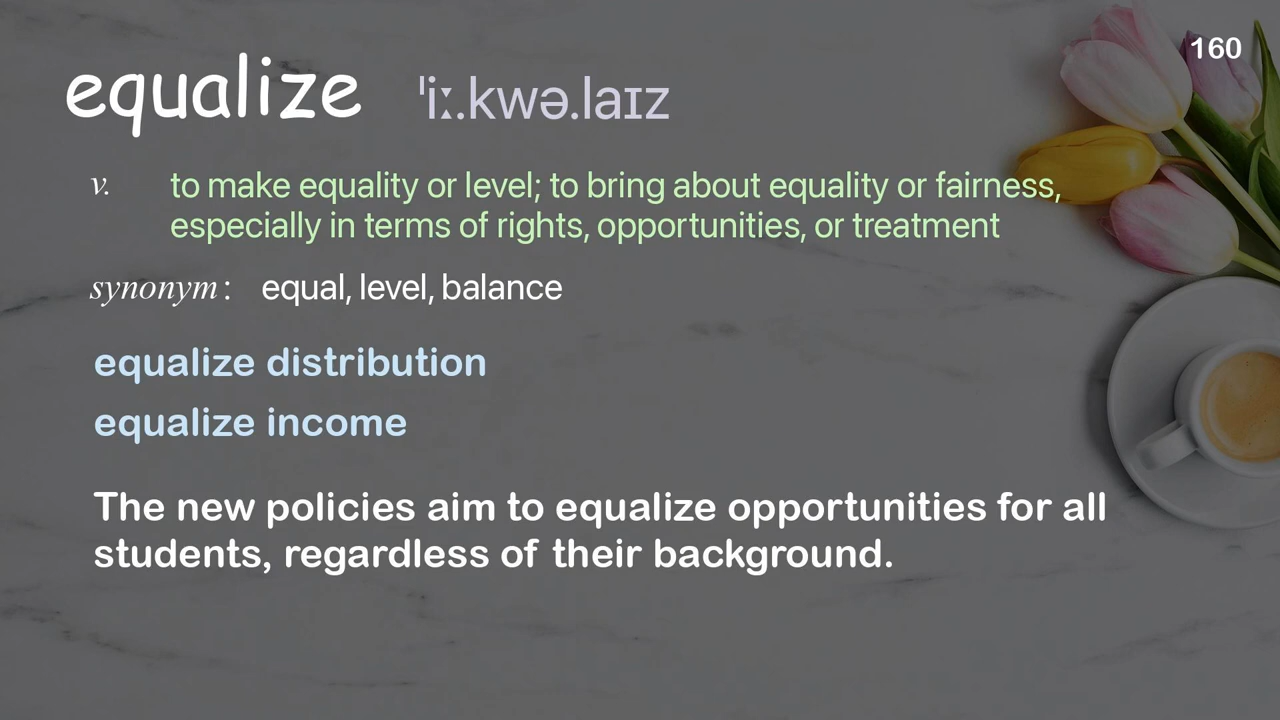 160
equalize ˈiː.kwə.laɪz
v. to make equality or level; to bring about equality or fairness,
especially in terms of rights, opportunities, or treatment
synonym : equal, level, balance
equalize distribution
equalize income
The new policies aim to equalize opportunities for all
students, regardless of their background.